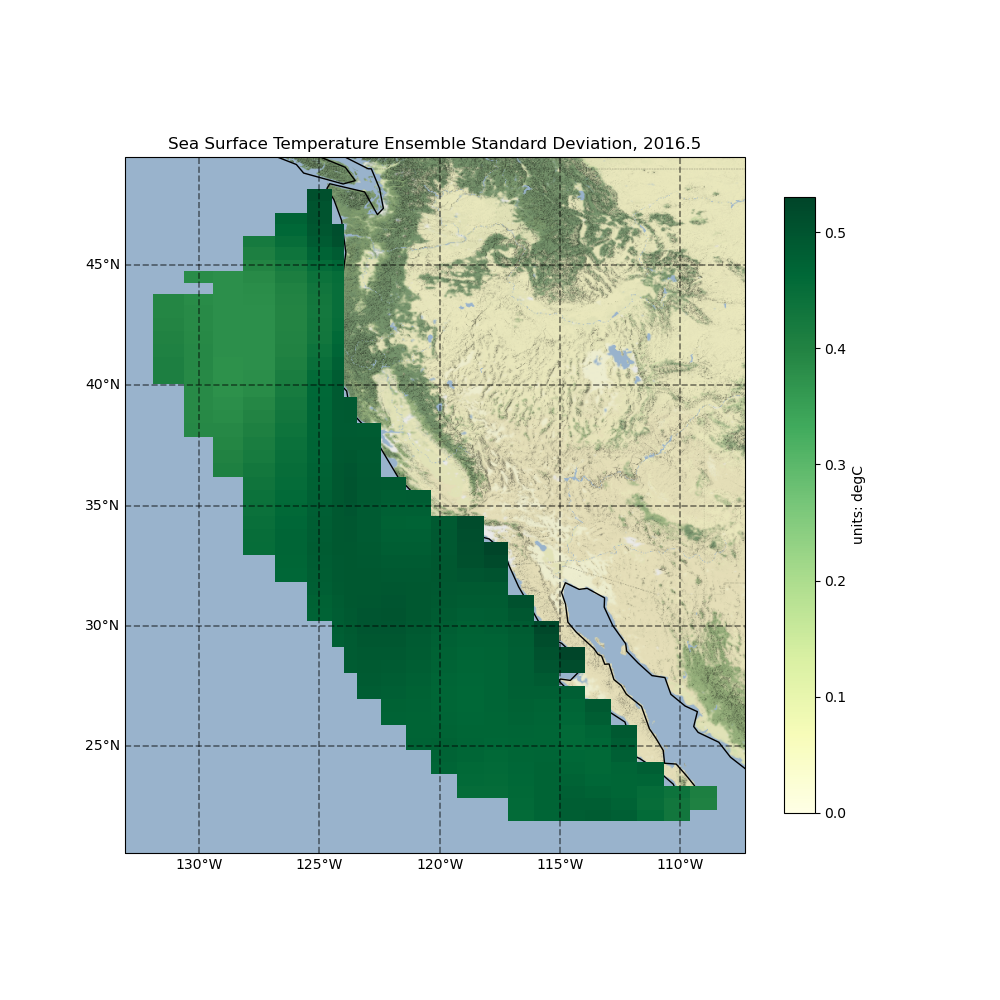 Sea Surface Temperature Ensemble Standard Deviation, 2016.5
45°N
40°N
35°N
30°N
25°N
130°W
125°W
120°W
115°W
110°W
0.5
0.4
0.3
0.2
0.1
0.0
units: degC